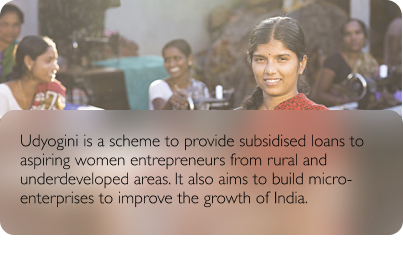 Udyogini is a scheme to provide subsidised loans to
aspiring women entrepreneurs from rural and
underdeveloped areas. It also aims to build micro-
enterprises to improve the growth of India.